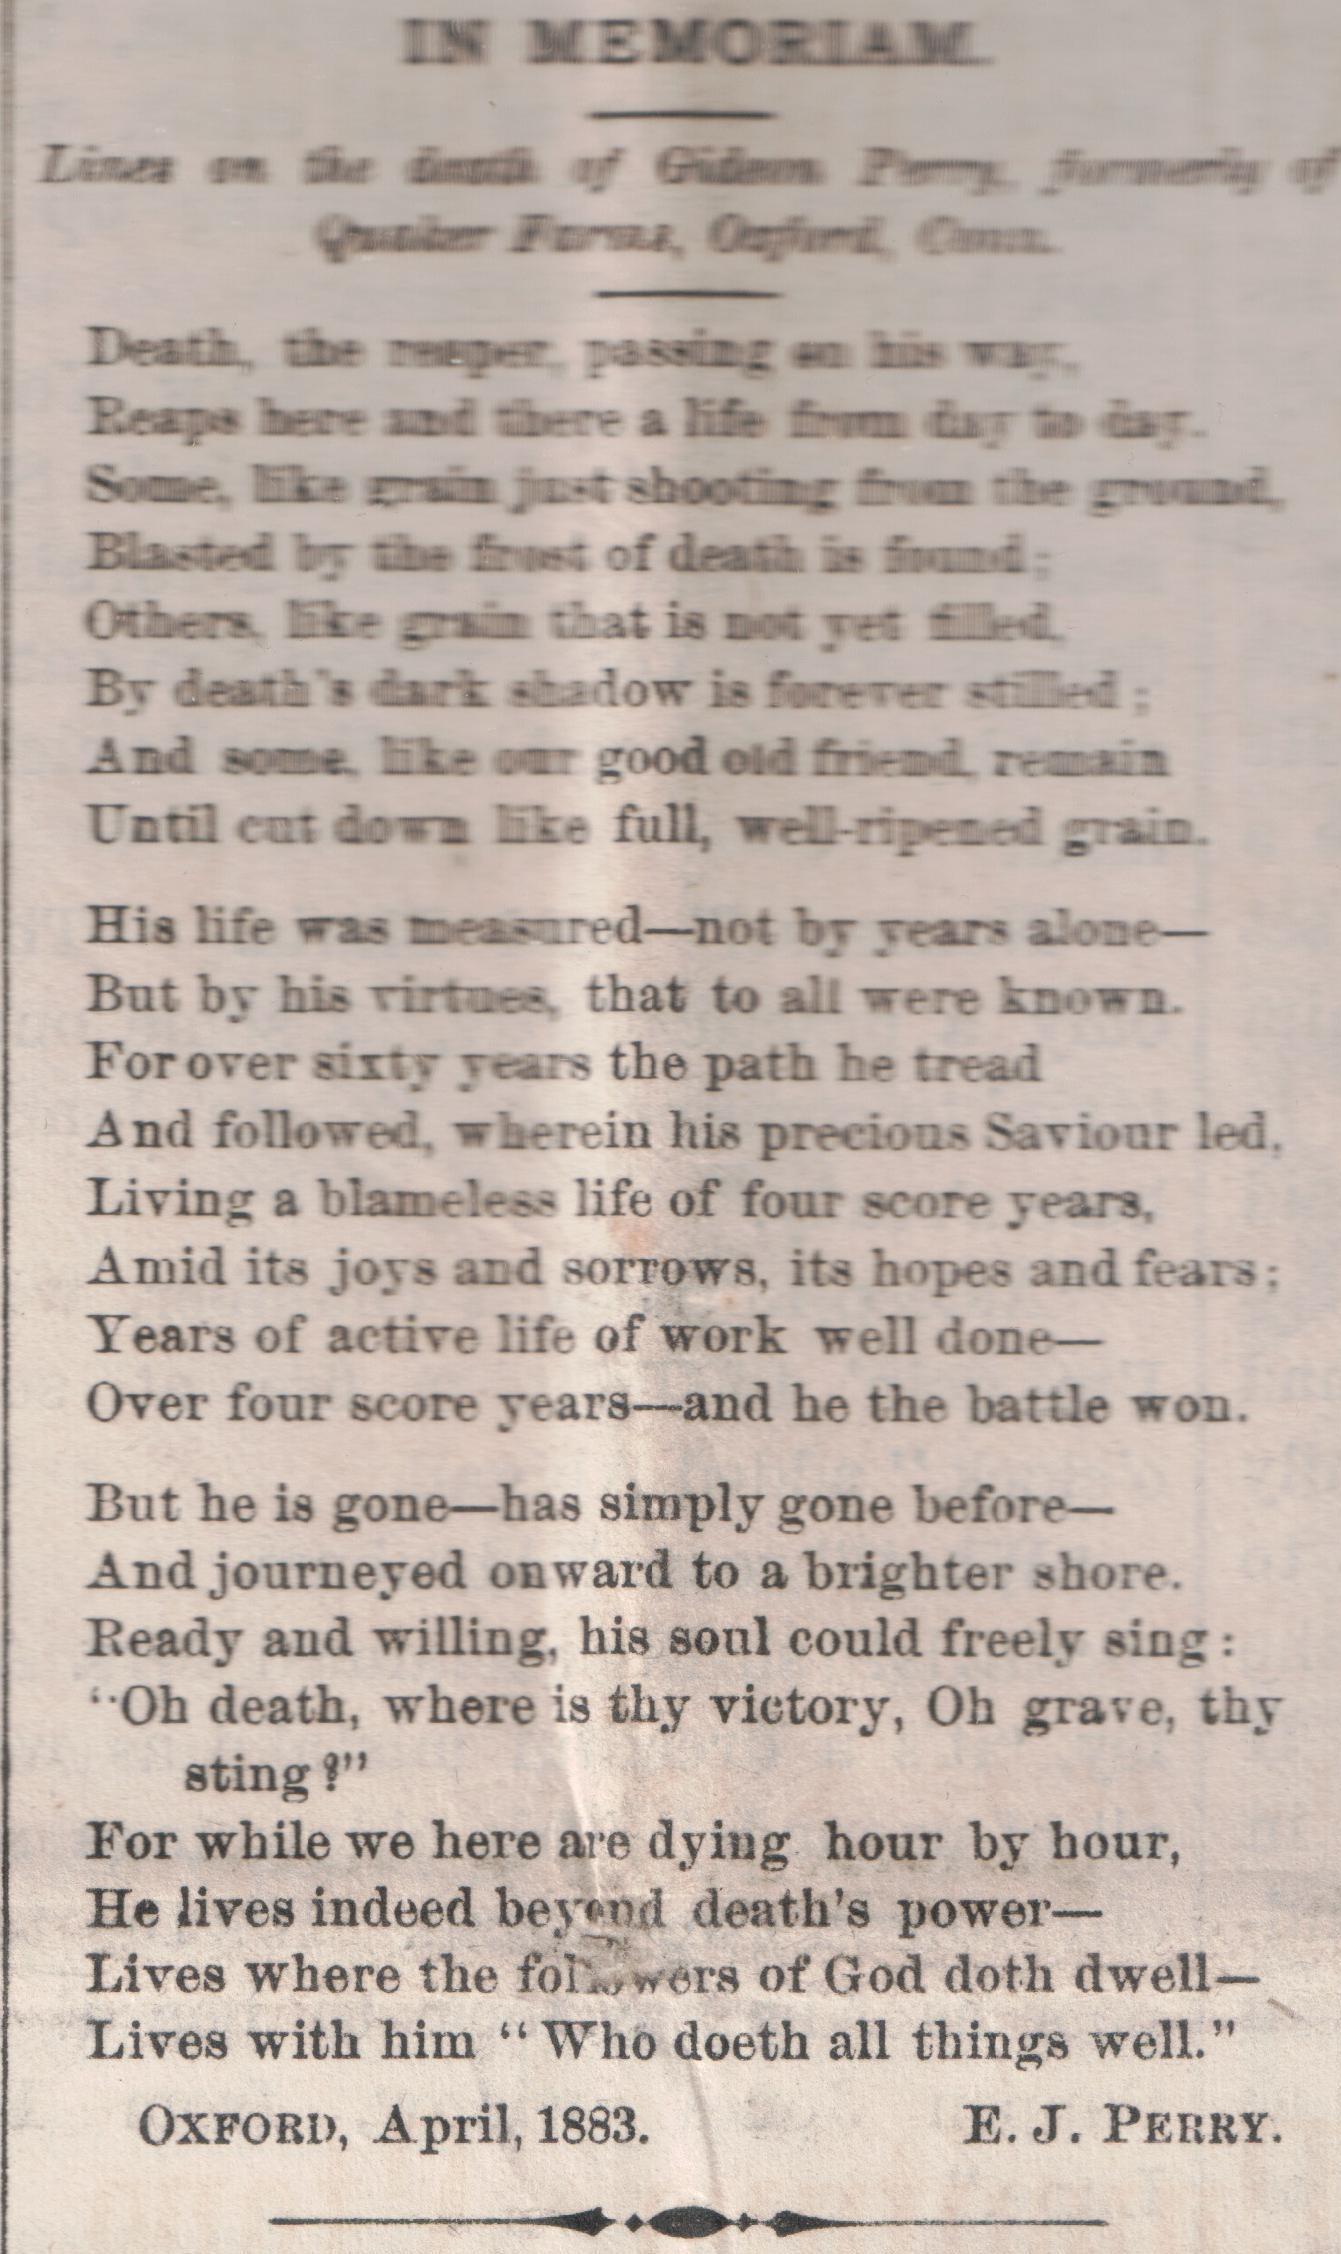 IN MEMORIAM.
Lines on the death of Gideon Perry, formerly of
Quaker Farms, Oxford, Conn.
Death, the reaper, passing on his way,
Reaps here and there a life from day to day.
Some, like grain just shooting from the ground,
Blasted by the frost of death is found;
Others, like grain that is not yet filled,
By death's dark shadow is forever stilled;
And some, like our good old friend, remain
Until cut down like full, well-ripened grain.
His life was measured—not by years alone—
But by his virtues, that to all were known.
For over sixty years the path he tread
And followed, wherein his precious Saviour led,
Living a blameless life of four score years,
Amid its joys and sorrows, its hopes and fears;
Years of active life of work well done—
Over four score years—and he the battle won.
But he is gone—has simply gone before—
And journeyed onward to a brighter shore.
Ready and willing, his soul could freely sing:
"Oh death, where is thy victory, Oh grave, thy
sting?"
For while we here are dying hour by hour,
He lives indeed beyond death's power—
Lives where the followers of God doth dwell—
Lives with him "Who doeth all things well."
OXFORD, April, 1883. E. J. PERRY.